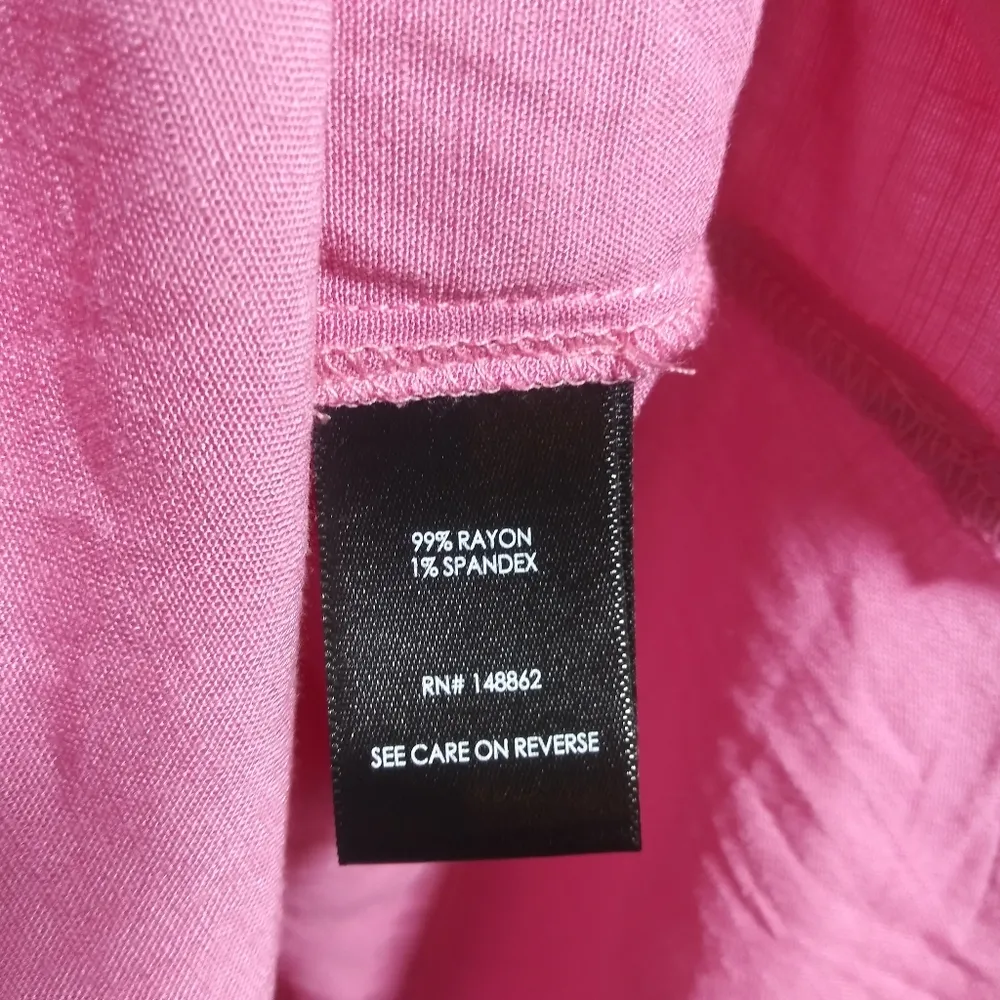 99% RAYON
1% SPANDEX
RN# 148862
SEE CARE ON REVERSE